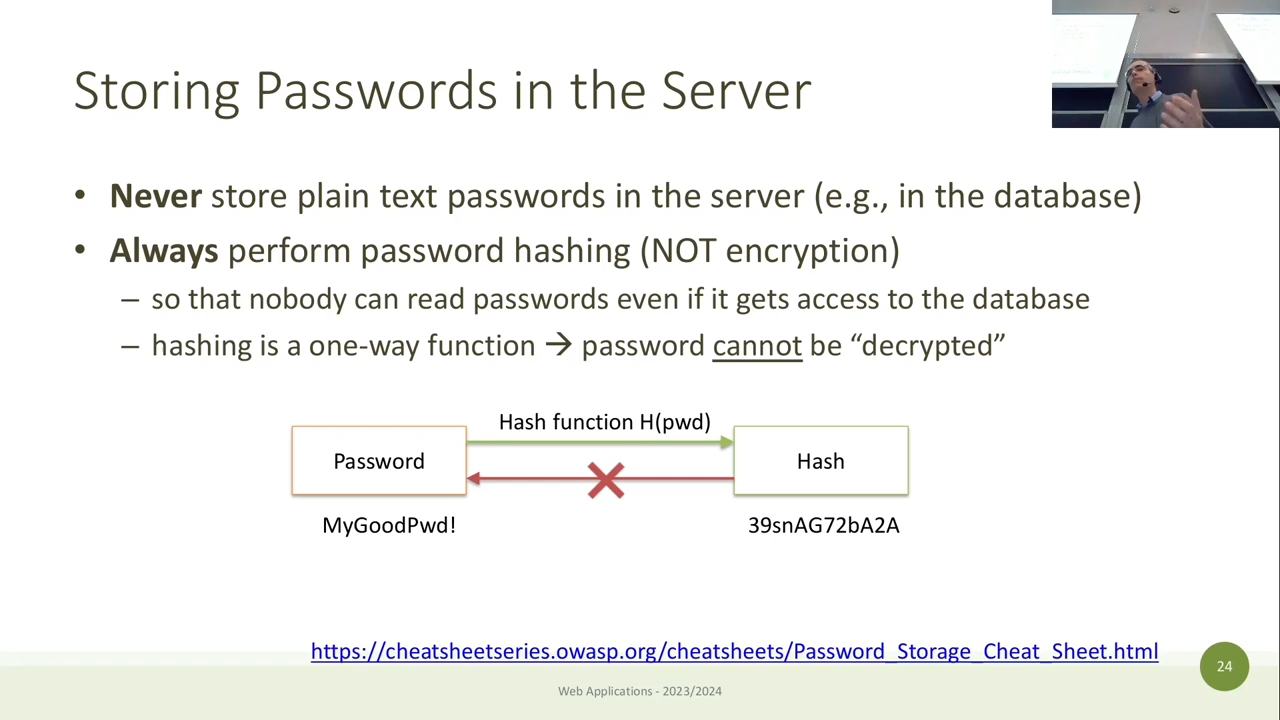 Storing Passwords in the Server
• Never store plain text passwords in the server (e.g., in the database)
• Always perform password hashing (NOT encryption)
– so that nobody can read passwords even if it gets access to the database
– hashing is a one-way function → password cannot be “decrypted”
Hash function H(pwd)
Password
Hash
MyGoodPwd!
39snAG72bA2A
https://cheatsheetseries.owasp.org/cheatsheets/Password_Storage_Cheat_Sheet.html
24
Web Applications - 2023/2024